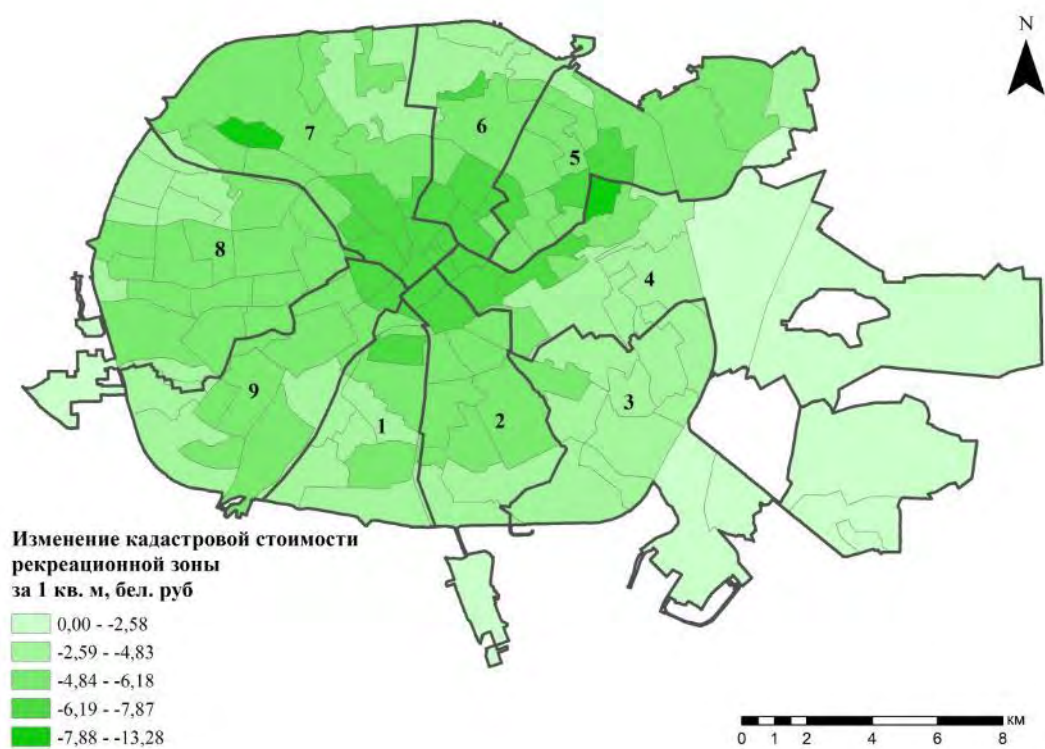 N
7
6
5
8
4
9
1
2
3
Изменение кадастровой стоимости
рекреационной зоны
за 1 кв. м, бел. руб
0,00 - -2,58
-2,59 - -4,83
-4,84 - -6,18
-6,19 - -7,87
-7,88 - -13,28
км
0 1 2 4 6 8